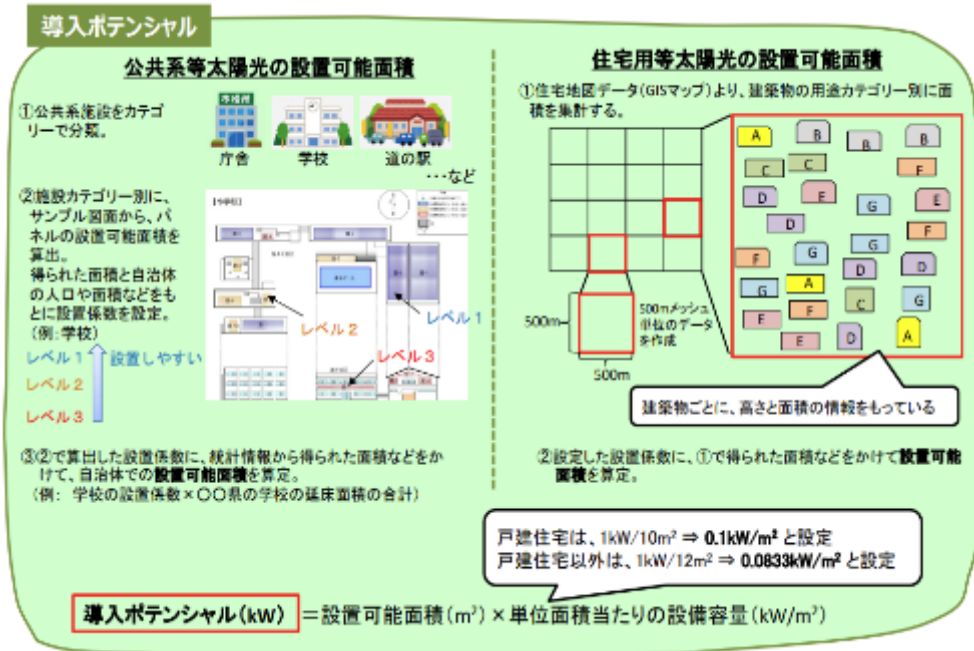 導入ポテンシャル
公共系等太陽光の設置可能面積
①公共系施設をカテゴ
リーで分類。
庁舎
学校
道の駅
…など
②施設カテゴリー別に、
サンプル図面から、パ
ネルの設置可能面積を
算出。
得られた面積と自治体
の人口や面積などをも
とに設置係数を設定。
(例:学校)
レベル1
設置しやすい
レベル2
レベル3
レベル2
レベル1
レベル3
③②で算出した設置係数に、統計情報から得られた面積などをか
けて、自治体での設置可能面積を算定。
(例: 学校の設置係数×〇〇県の学校の延床面積の合計)
住宅用等太陽光の設置可能面積
①住宅地図データ(GISマップ)より、建築物の用途カテゴリー別に面
積を集計する。
A
B
B
B
C
C
F
D
E
G
E
D
G
F
F
G
D
D
G
A
F
C
G
E
E
D
A
500m
500mメッシュ
単位のデータ
を作成
500m
建築物ごとに、高さと面積の情報をもっている
②設定した設置係数に、①で得られた面積などをかけて設置可能
面積を算定。
戸建住宅は、1kW/10m² ⇒ 0.1kW/m² と設定
戸建住宅以外は、1kW/12m² ⇒ 0.0833kW/m² と設定
導入ポテンシャル(kW) =設置可能面積(m²)×単位面積当たりの設備容量(kW/m²)